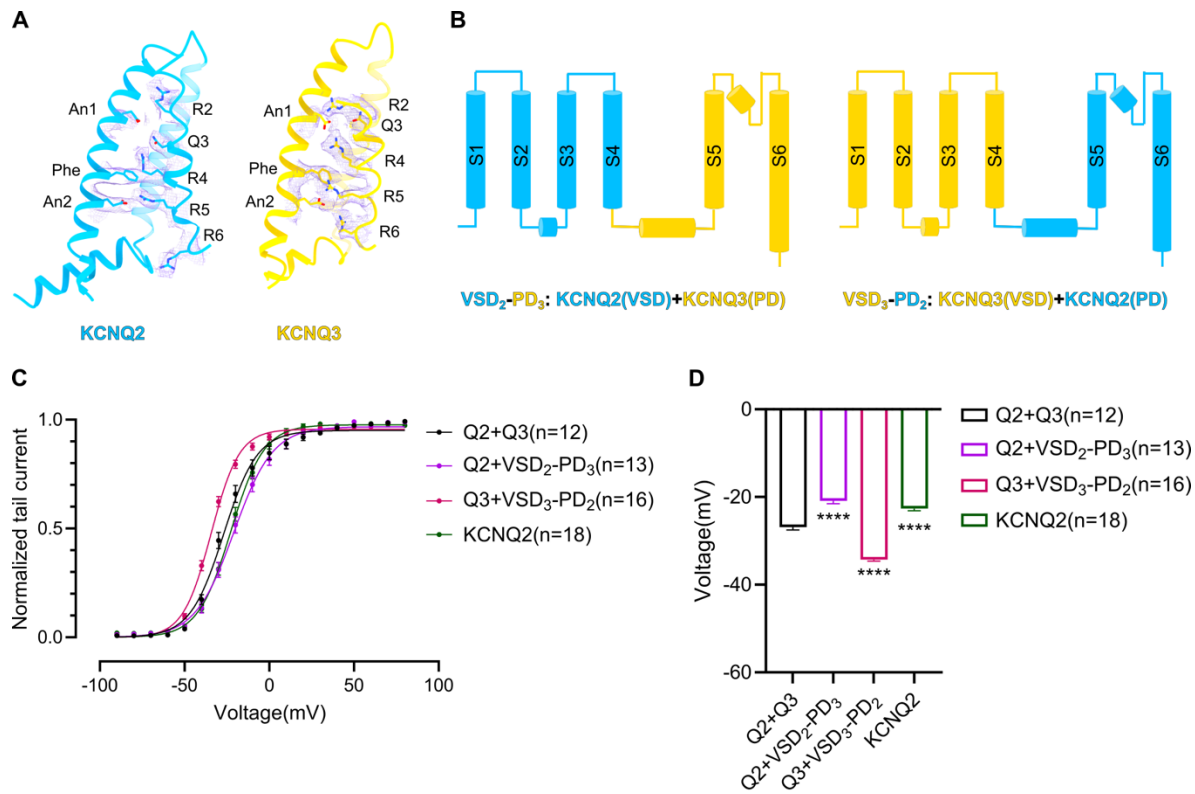 A
An1
R2
Q3
Phe
R4
An2
R5
R6
KCNQ2
An1
R2
Q3
R4
Phe
R5
An2
R6
KCNQ3
B
S1
S2
S3
S4
S5
S6
VSD₂-PD₃: KCNQ2(VSD)+KCNQ3(PD)
S1
S2
S3
S4
S5
S6
VSD₃-PD₂: KCNQ3(VSD)+KCNQ2(PD)
C
Normalized tail current
1.0
0.5
0.0
-100
-50
0
50
100
Voltage(mV)
Q2+Q3(n=12)
Q2+VSD₂-PD₃(n=13)
Q3+VSD₃-PD₂(n=16)
KCNQ2(n=18)
D
Voltage(mV)
0
-20
-40
-60
****
****
****
Q2+Q3
Q2+VSD₂-PD₃
Q3+VSD₃-PD₂
KCNQ2
Q2+Q3(n=12)
Q2+VSD₂-PD₃(n=13)
Q3+VSD₃-PD₂(n=16)
KCNQ2(n=18)